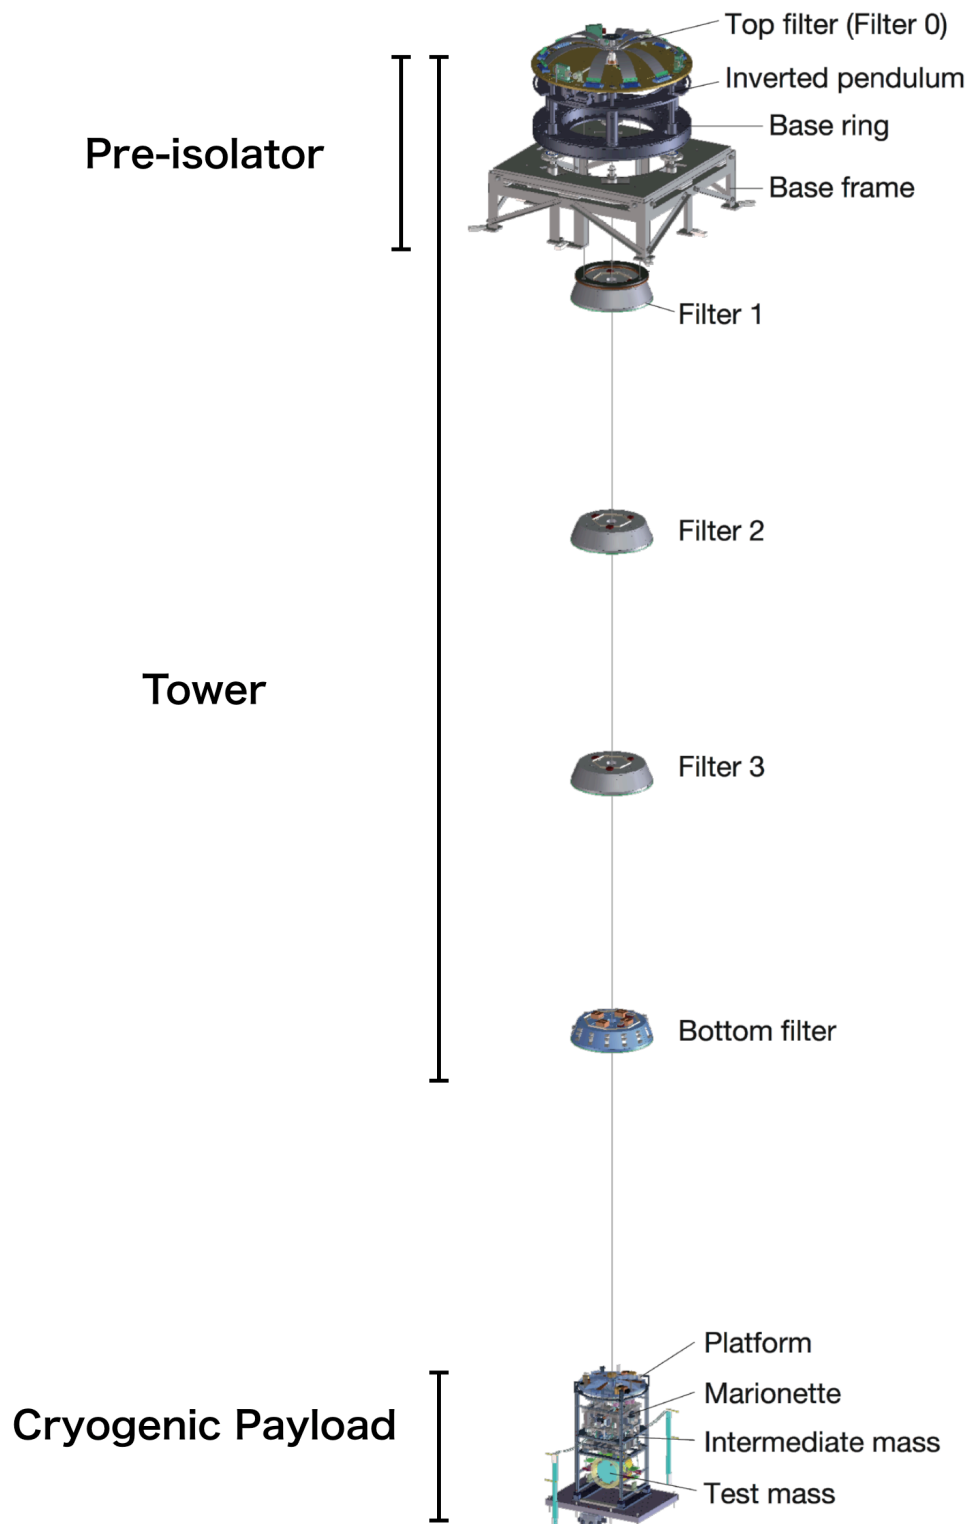 Top filter (Filter 0)
Inverted pendulum
Pre-isolator
Base ring
Base frame
Filter 1
Filter 2
Tower
Filter 3
Bottom filter
Platform
Marionette
Cryogenic Payload
Intermediate mass
Test mass